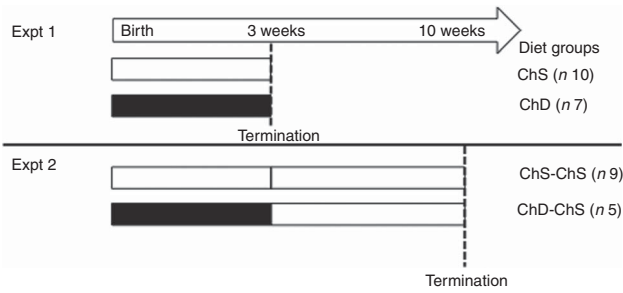 Expt 1
Birth 3 weeks 10 weeks
Diet groups
ChS (n 10)
ChD (n 7)
Termination
Expt 2
ChS-ChS (n 9)
ChD-ChS (n 5)
Termination